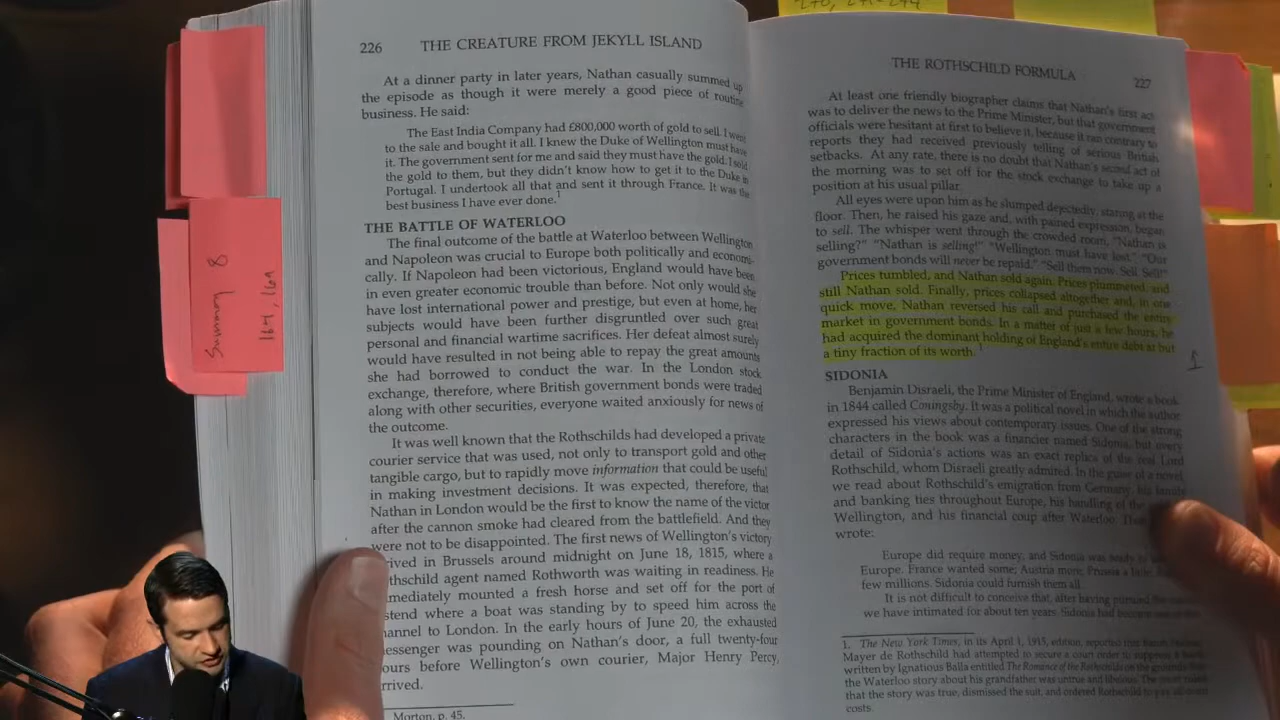 226 THE CREATURE FROM JEKYLL ISLAND
At a dinner party in later years, Nathan casually summed up
the episode as though it were merely a good piece of routine
business. He said:
The East India Company had £800,000 worth of gold to sell. I went
to the sale and bought it all. I knew the Duke of Wellington must have
it. The government sent for me and said they must have the gold. I sold
the gold to them, but they didn't know how to get it to the Duke in
Portugal. I undertook all that and sent it through France. It was the
best business I have ever done.1
THE BATTLE OF WATERLOO
The final outcome of the battle at Waterloo between Wellington
and Napoleon was crucial to Europe both politically and economi-
cally. If Napoleon had been victorious, England would have been
in even greater economic trouble than before. Not only would she
have lost international power and prestige, but even at home, her
subjects would have been further disgruntled over such great
personal and financial wartime sacrifices. Her defeat almost surely
would have resulted in not being able to repay the great amounts
she had borrowed to conduct the war. In the London stock
exchange, therefore, where British government bonds were traded
along with other securities, everyone waited anxiously for news of
the outcome.
It was well known that the Rothschilds had developed a private
courier service that was used, not only to transport gold and other
tangible cargo, but to rapidly move information that could be useful
in making investment decisions. It was expected, therefore, that
Nathan in London would be the first to know the name of the victor
after the cannon smoke had cleared from the battlefield. And they
were not to be disappointed. The first news of Wellington's victory
rived in Brussels around midnight on June 18, 1815, where a
thschild agent named Rothworth was waiting in readiness. He
mediately mounted a fresh horse and set off for the port of
stend where a boat was standing by to speed him across the
hannel to London. In the early hours of June 20, the exhausted
essenger was pounding on Nathan's door, a full twenty-four
ours before Wellington's own courier, Major Henry Percy,
rrived.
Morton, p. 45.
Summary 8
164, 169
THE ROTHSCHILD FORMULA 227
At least one friendly biographer claims that Nathan's first act
was to deliver the news to the Prime Minister, but that government
officials were hesitant at first to believe it, because it ran contrary to
reports they had received previously telling of serious British
setbacks. At any rate, there is no doubt that Nathan's second act of
the morning was to set off for the stock exchange to take up a
position at his usual pillar.
All eyes were upon him as he slumped dejectedly, staring at the
floor. Then, he raised his gaze and, with pained expression, began
to sell. The whisper went through the crowded room, "Nathan is
selling?" "Nathan is selling!" "Wellington must have lost." "Our
government bonds will never be repaid." "Sell them now. Sell. Sell!"
Prices tumbled, and Nathan sold again. Prices plummeted, and
still Nathan sold. Finally, prices collapsed altogether and, in one
quick move, Nathan reversed his call and purchased the entire
market in government bonds. In a matter of just a few hours, he
had acquired the dominant holding of England's entire debt at but
a tiny fraction of its worth.1
1
SIDONIA
Benjamin Disraeli, the Prime Minister of England, wrote a book
in 1844 called Coningsby. It was a political novel in which the author
expressed his views about contemporary issues. One of the strong
characters in the book was a financier named Sidonia, but every
detail of Sidonia's actions was an exact replica of the real Lord
Rothschild, whom Disraeli greatly admired. In the guise of a novel,
we read about Rothschild's emigration from Germany, his family
and banking ties throughout Europe, his handling of the
Wellington, and his financial coup after Waterloo.
wrote:
Europe did require money, and Sidonia was ready to
Europe. France wanted some; Austria more; Prussia a little;
few millions. Sidonia could furnish them all.
It is not difficult to conceive that, after having pursued the
we have intimated for about ten years, Sidonia had become
1. The New York Times, in its April 1, 1915, edition, reported that
Mayer de Rothschild had attempted to secure a court order to suppress a
written by Ignatious Balla entitled The Romance of the Rothschilds on the grounds
the Waterloo story about his grandfather was untrue and libelous. The court ruled
that the story was true, dismissed the suit, and ordered Rothschild to pay all court
costs.